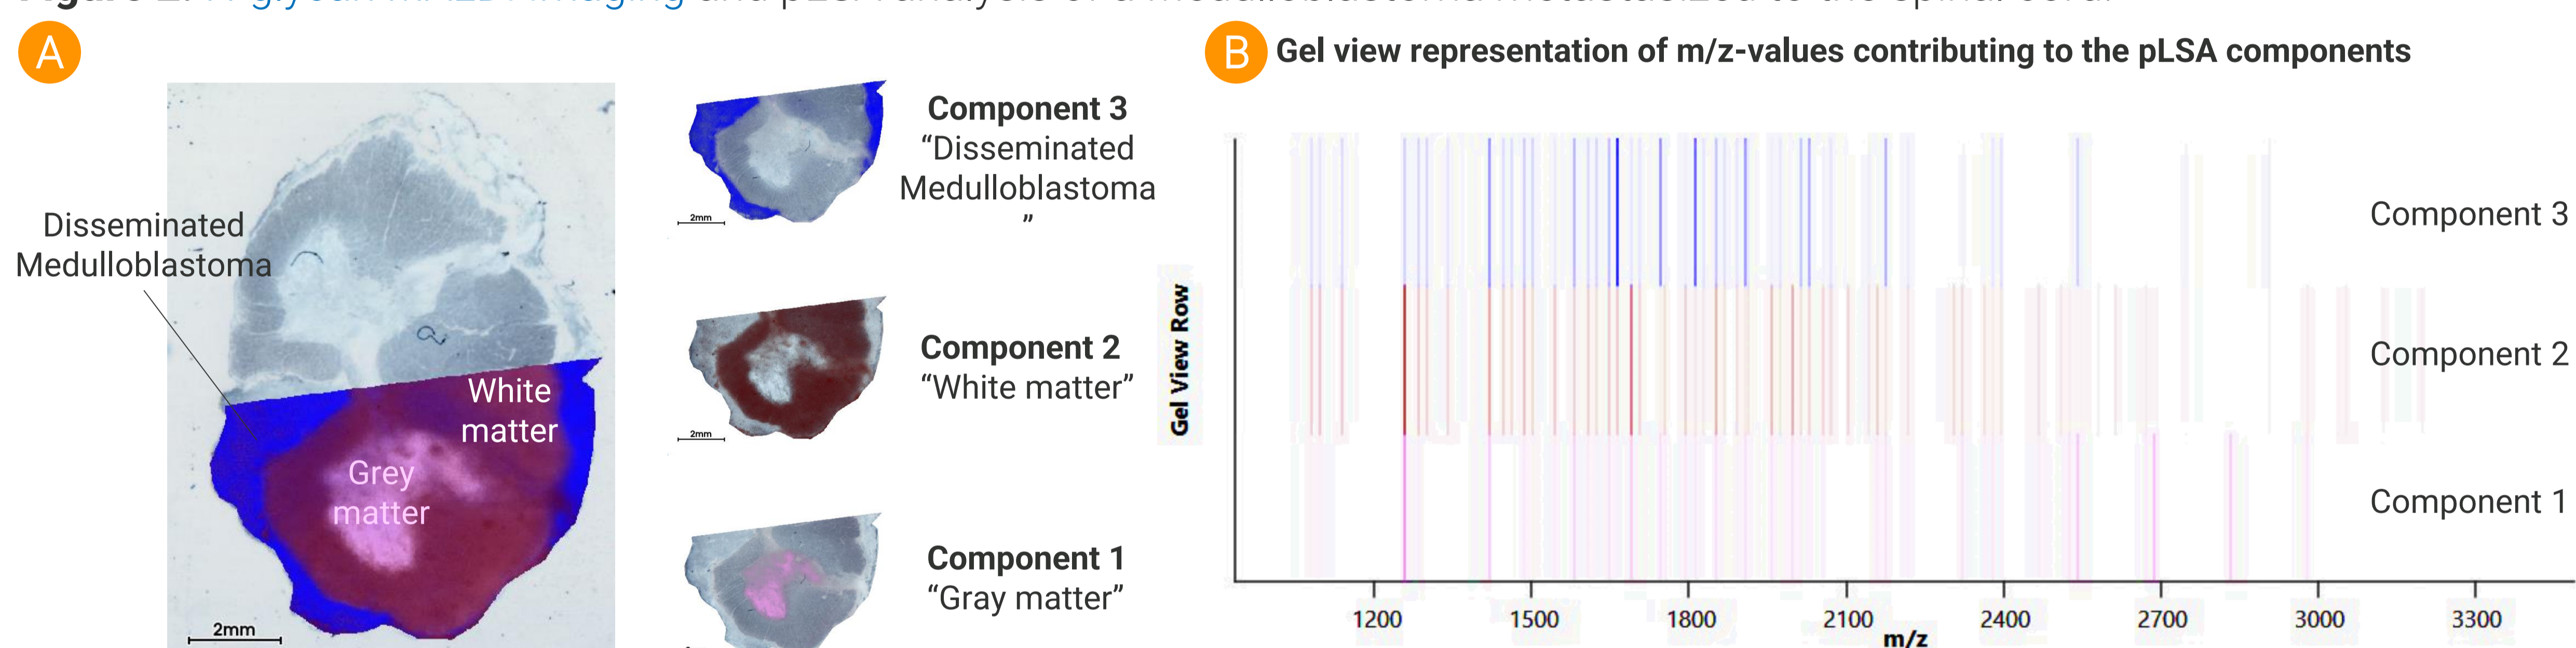 A
Disseminated
Medulloblastoma
White
matter
Grey
matter
2mm
Component 3
“Disseminated
Medulloblastoma
”
2mm
Component 2
“White matter”
2mm
Component 1
“Gray matter”
B Gel view representation of m/z-values contributing to the pLSA components
Gel View Row
Component 3
Component 2
Component 1
1200 1500 1800 2100 2400 2700 3000 3300
m/z